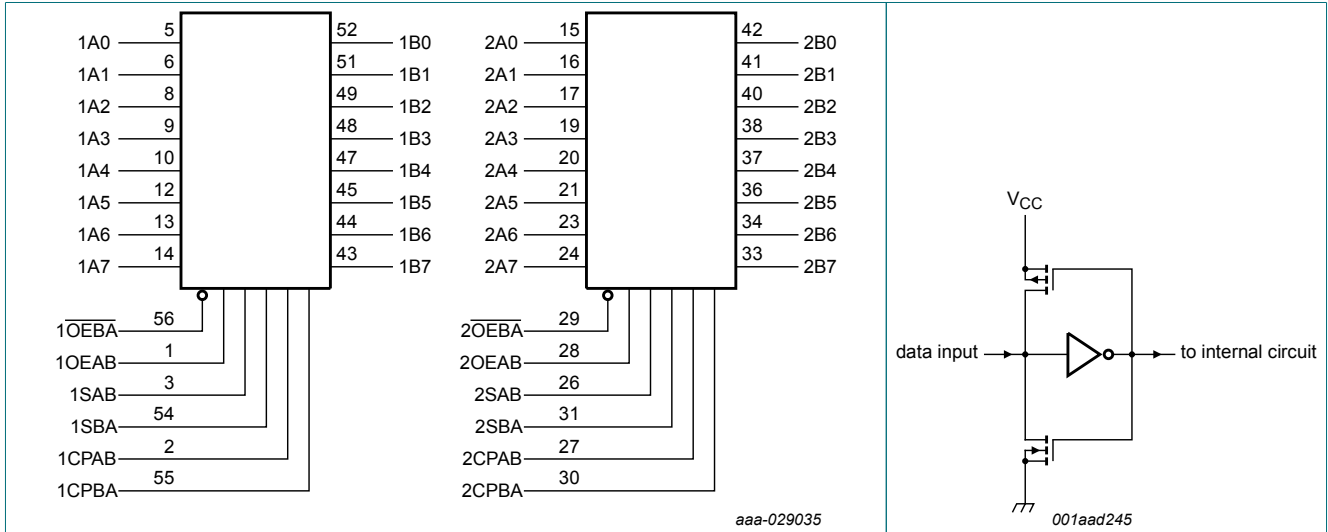 1A0 5 52 1B0 2A0 15 42 2B0
1A1 6 51 1B1 2A1 16 41 2B1
1A2 8 49 1B2 2A2 17 40 2B2
1A3 9 48 1B3 2A3 19 38 2B3
1A4 10 47 1B4 2A4 20 37 2B4
1A5 12 45 1B5 2A5 21 36 2B5
1A6 13 44 1B6 2A6 23 34 2B6
1A7 14 43 1B7 2A7 24 33 2B7
1O̅E̅B̅A̅ 56 2O̅E̅B̅A̅ 29
1OEAB 1 2OEAB 28
1SAB 3 2SAB 26
1SBA 54 2SBA 31
1CPAB 2 2CPAB 27
1CPBA 55 2CPBA 30
aaa-029035
VCC
data input to internal circuit
001aad245